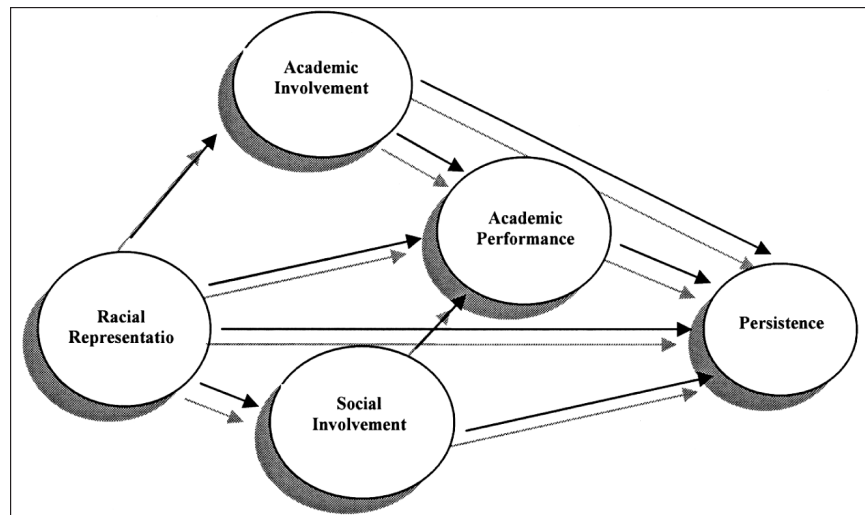 Academic
Involvement
Academic
Performance
Racial
Representatio
Persistence
Social
Involvement